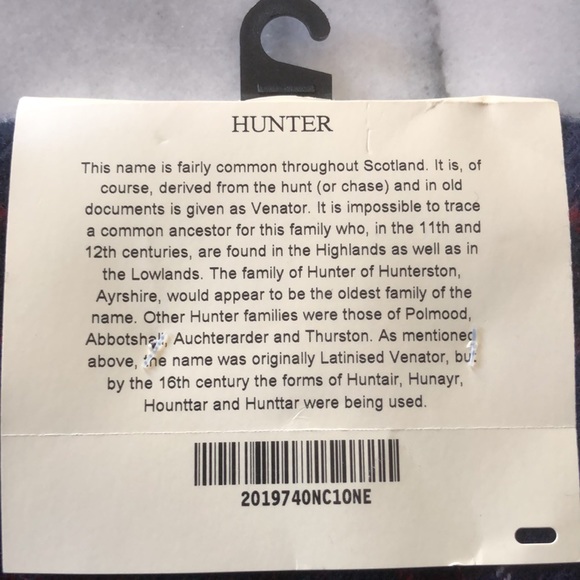 HUNTER
This name is fairly common throughout Scotland. It is, of
course, derived from the hunt (or chase) and in old
documents is given as Venator. It is impossible to trace
a common ancestor for this family who, in the 11th and
12th centuries, are found in the Highlands as well as in
the Lowlands. The family of Hunter of Hunterston,
Ayrshire, would appear to be the oldest family of the
name. Other Hunter families were those of Polmood,
Abbotshall, Auchterarder and Thurston. As mentioned
above, the name was originally Latinised Venator, but
by the 16th century the forms of Huntair, Hunayr,
Hounttar and Hunttar were being used.
2019740NC1ONE